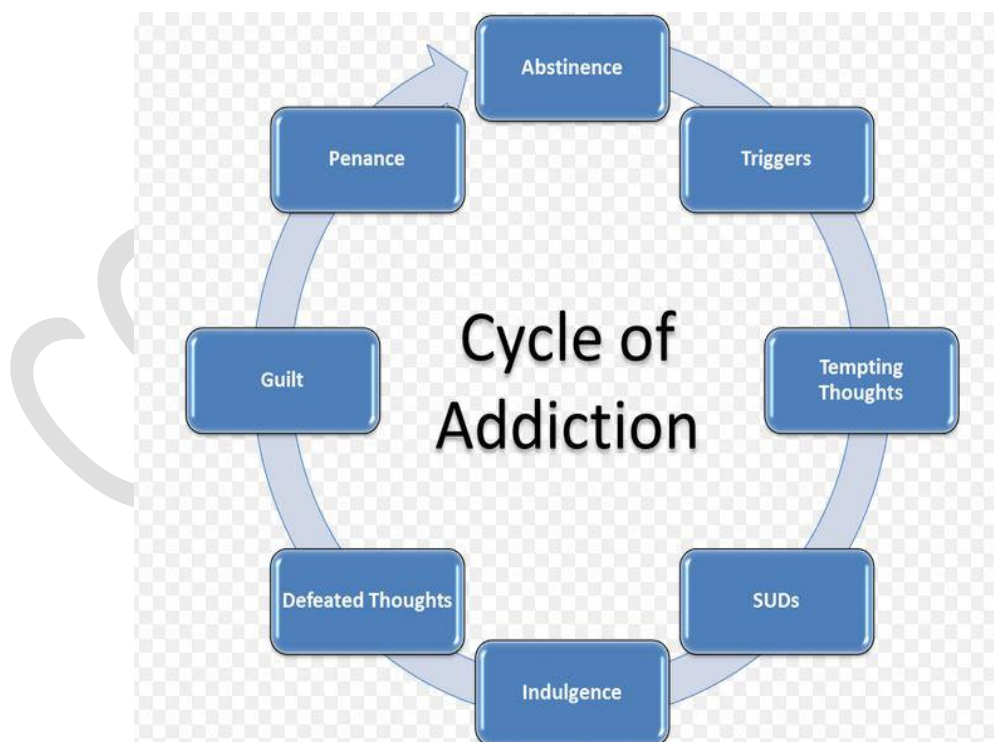 Abstinence
Triggers
Tempting
Thoughts
SUDs
Indulgence
Defeated Thoughts
Guilt
Penance
Cycle of
Addiction